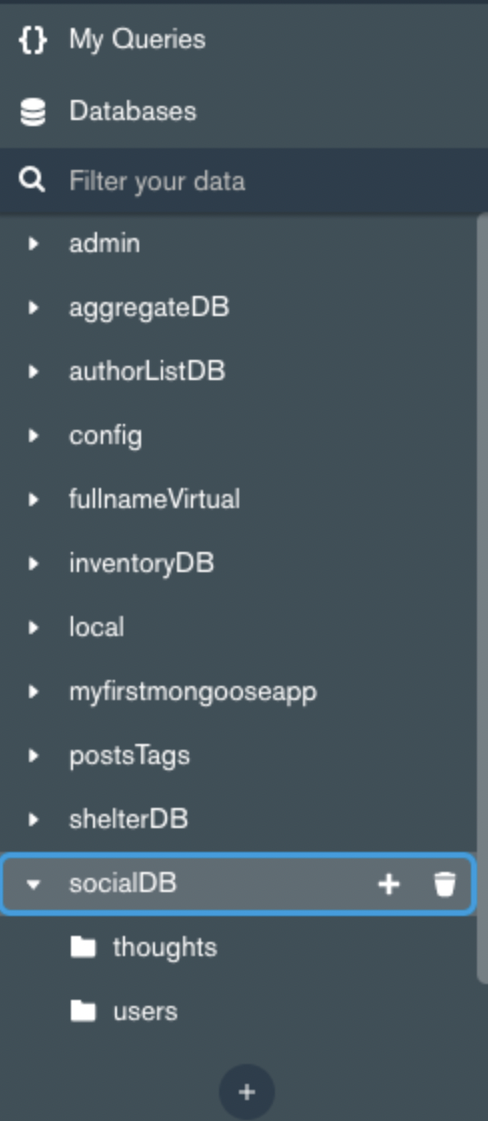 {} My Queries
Databases
Filter your data
admin
aggregateDB
authorListDB
config
fullnameVirtual
inventoryDB
local
myfirstmongooseapp
postsTags
shelterDB
socialDB
thoughts
users